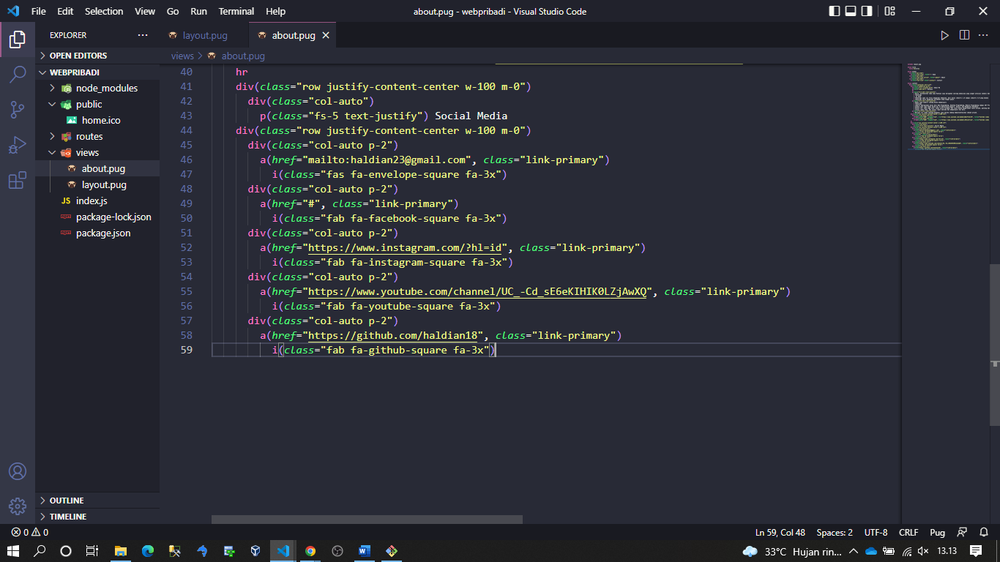 File Edit Selection View Go Run Terminal Help about.pug - webpribadi - Visual Studio Code
EXPLORER ··· layout.pug about.pug
OPEN EDITORS views > about.pug
WEBPRIBADI
node_modules
public
home.ico
routes
views
about.pug
layout.pug
JS index.js
package-lock.json
package.json
OUTLINE
TIMELINE
40 hr
41 div(class="row justify-content-center w-100 m-0")
42 div(class="col-auto")
43 p(class="fs-5 text-justify") Social Media
44 div(class="row justify-content-center w-100 m-0")
45 div(class="col-auto p-2")
46 a(href="mailto:haldian23@gmail.com", class="link-primary")
47 i(class="fas fa-envelope-square fa-3x")
48 div(class="col-auto p-2")
49 a(href="#", class="link-primary")
50 i(class="fab fa-facebook-square fa-3x")
51 div(class="col-auto p-2")
52 a(href="https://www.instagram.com/?hl=id", class="link-primary")
53 i(class="fab fa-instagram-square fa-3x")
54 div(class="col-auto p-2")
55 a(href="https://www.youtube.com/channel/UC_-Cd_sE6eKIHIK0LZjAwXQ", class="link-primary")
56 i(class="fab fa-youtube-square fa-3x")
57 div(class="col-auto p-2")
58 a(href="https://github.com/haldian18", class="link-primary")
59 i(class="fab fa-github-square fa-3x")
0 0 Ln 59, Col 48 Spaces: 2 UTF-8 CRLF Pug
33°C Hujan rin... 13.13